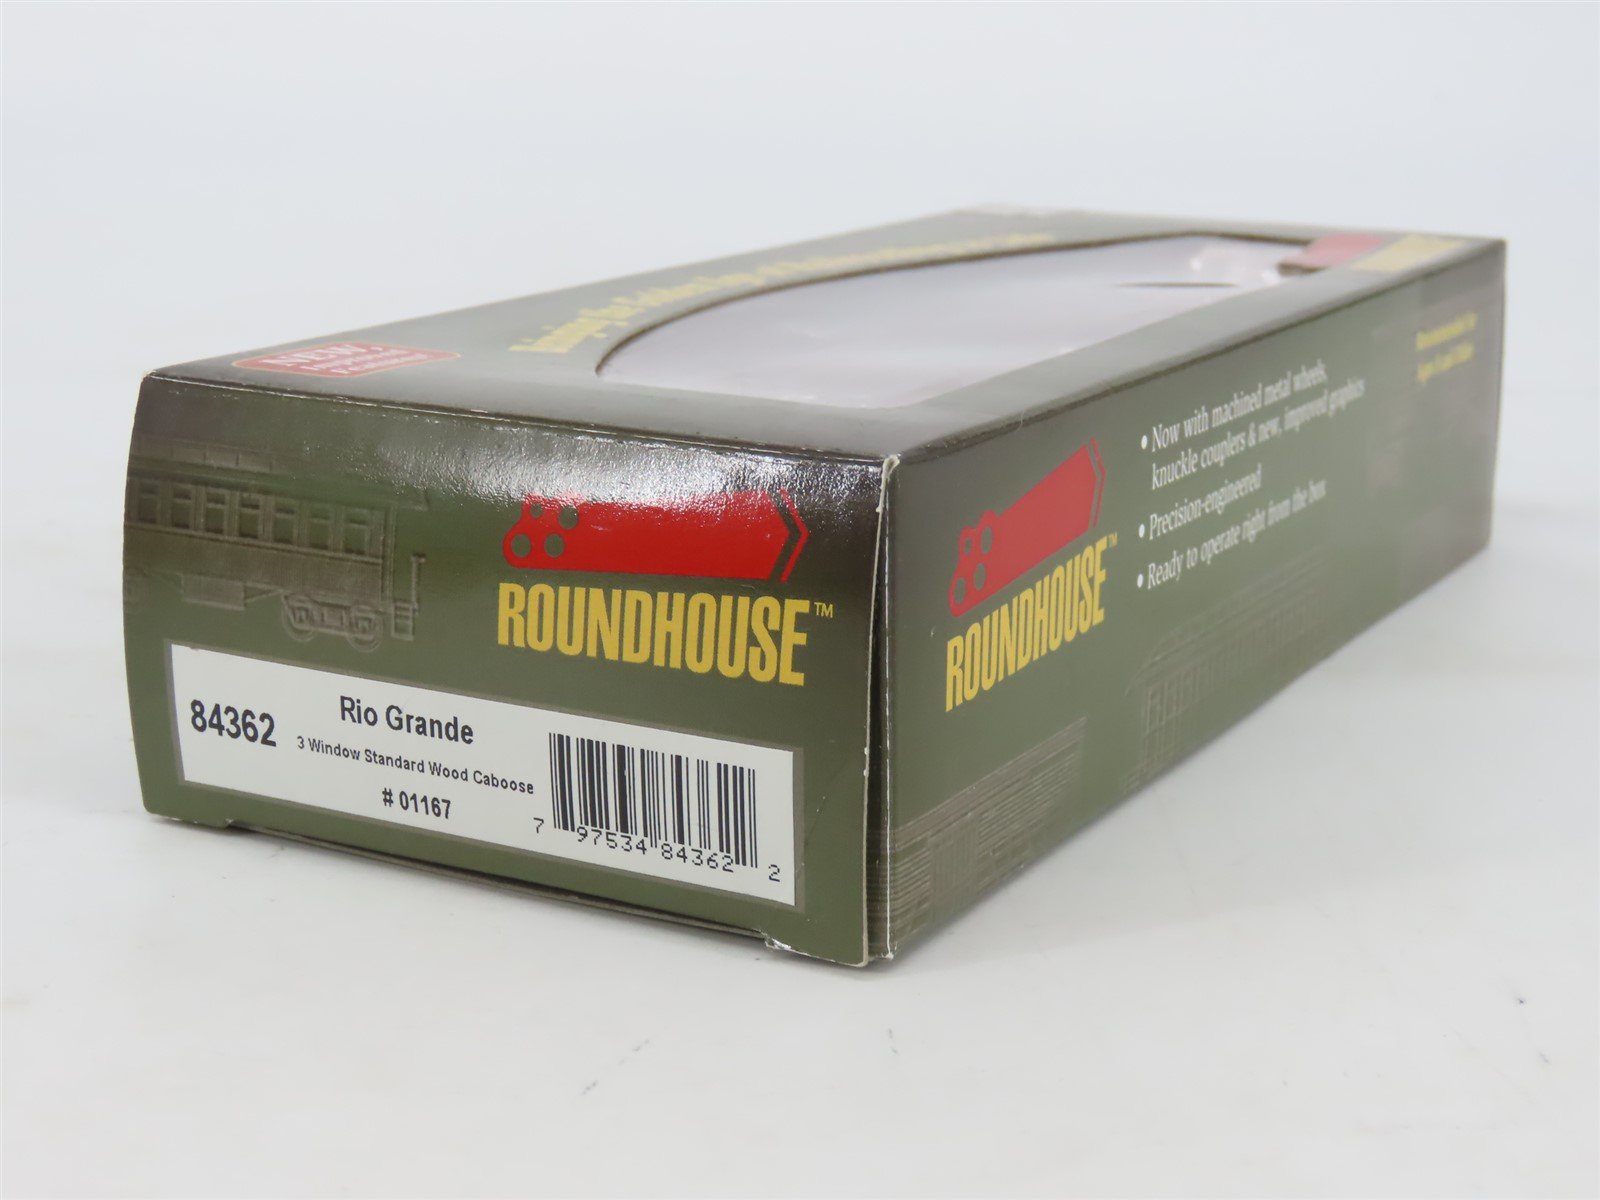 NEW
ROUNDHOUSE™
84362
Rio Grande
3 Window Standard Wood Caboose
# 01167
7 97534 84362 2
ROUNDHOUSE™
• Now with machined metal wheels,
knuckle couplers & new, improved graphics
• Precision-engineered
• Ready to operate right from the box